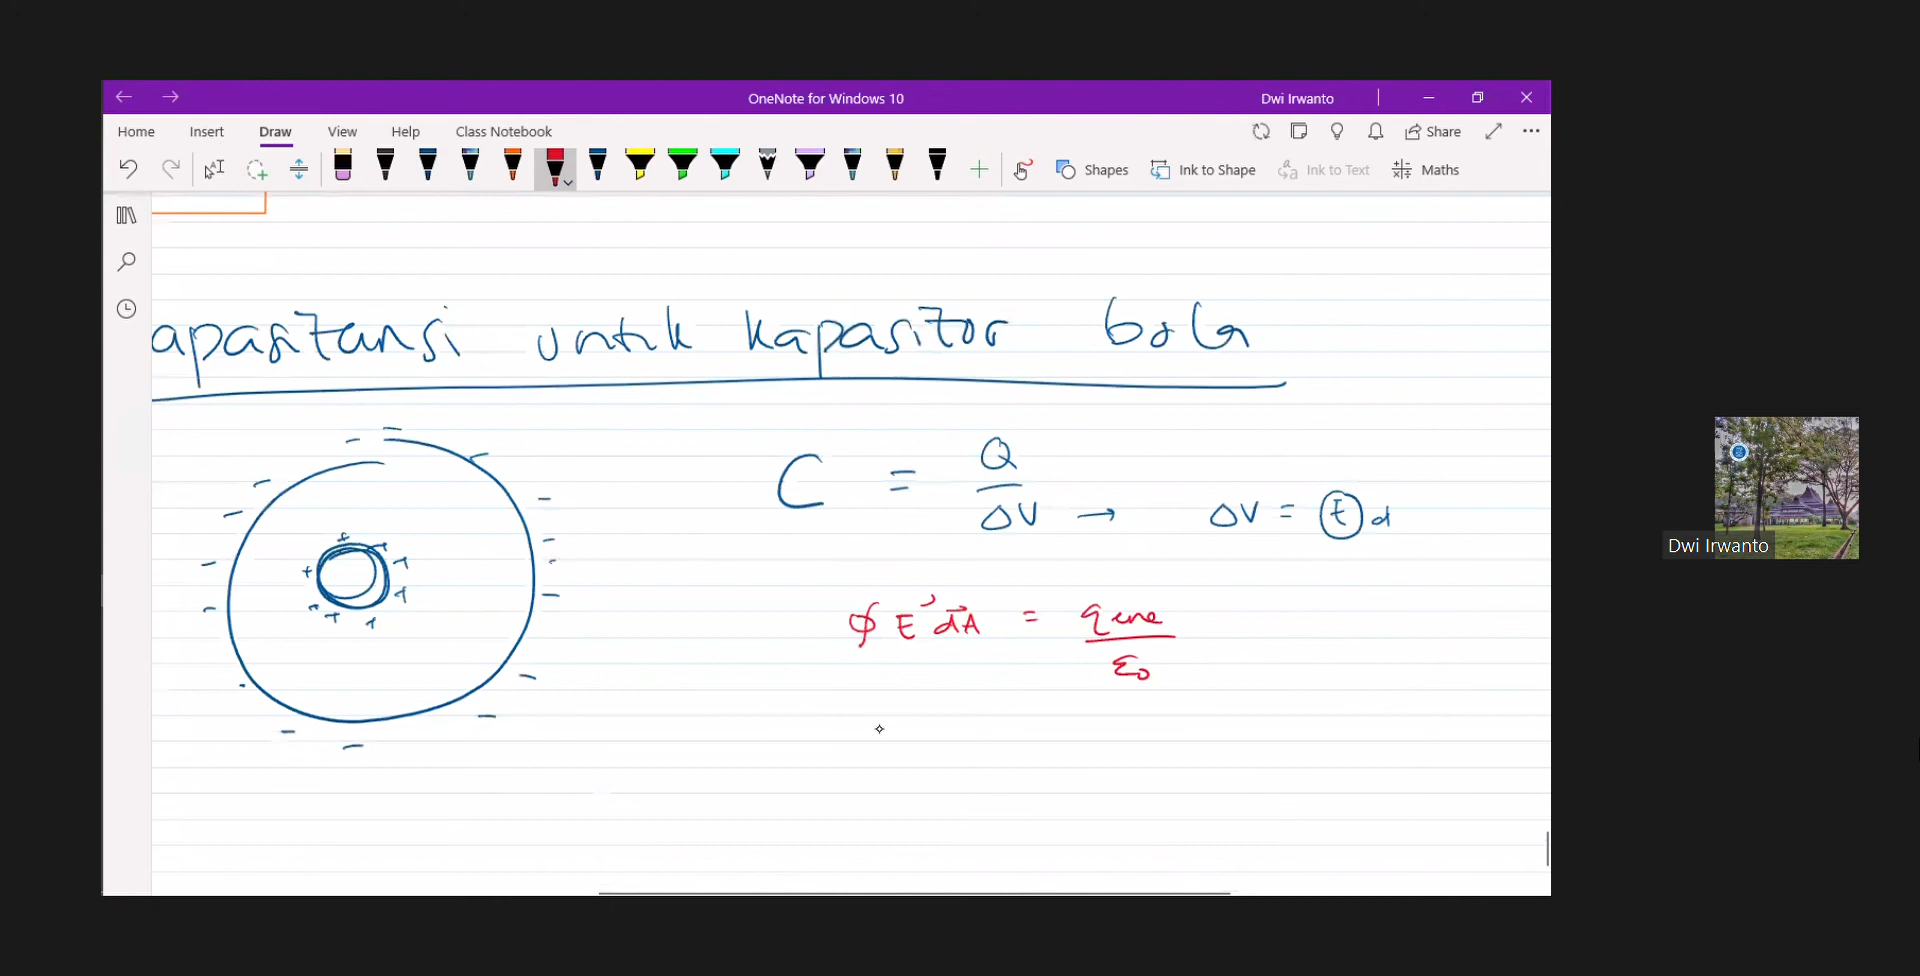 OneNote for Windows 10
Dwi Irwanto
Home Insert Draw View Help Class Notebook Share
Shapes Ink to Shape Ink to Text Maths
apasitansi untuk kapasitor bola
C = Q / ΔV → ΔV = E d
∮ E dA = q enc / ε0
Dwi Irwanto